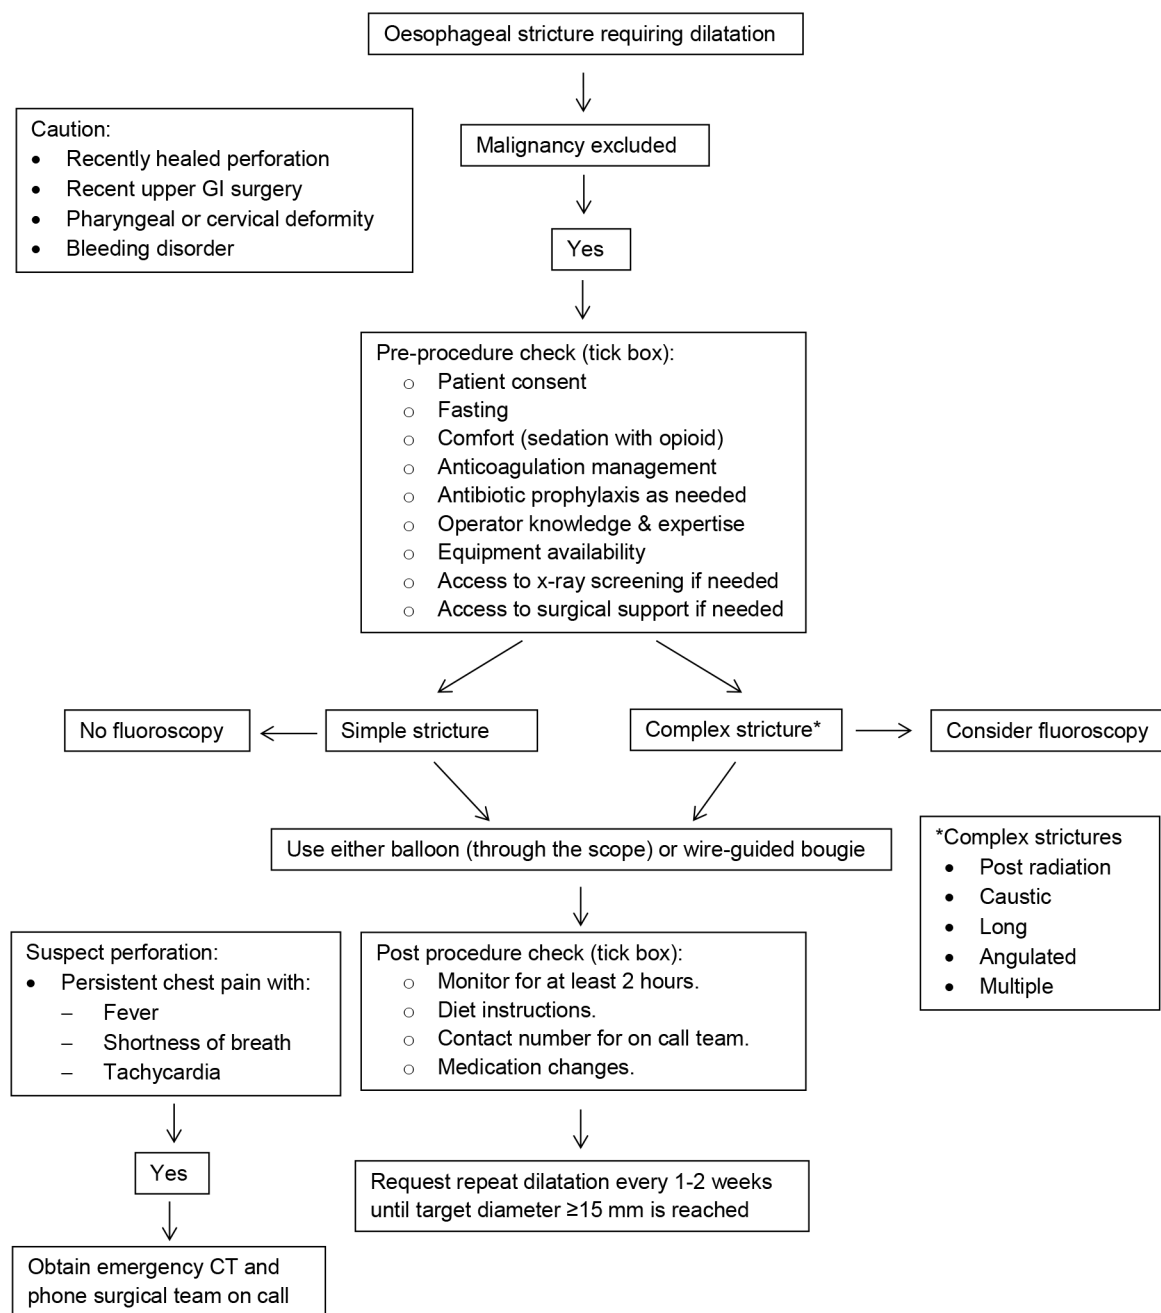 Oesophageal stricture requiring dilatation
Caution:
• Recently healed perforation
• Recent upper GI surgery
• Pharyngeal or cervical deformity
• Bleeding disorder
Malignancy excluded
Yes
Pre-procedure check (tick box):
○ Patient consent
○ Fasting
○ Comfort (sedation with opioid)
○ Anticoagulation management
○ Antibiotic prophylaxis as needed
○ Operator knowledge & expertise
○ Equipment availability
○ Access to x-ray screening if needed
○ Access to surgical support if needed
No fluoroscopy
Simple stricture
Complex stricture*
Consider fluoroscopy
Use either balloon (through the scope) or wire-guided bougie
*Complex strictures
• Post radiation
• Caustic
• Long
• Angulated
• Multiple
Suspect perforation:
• Persistent chest pain with:
– Fever
– Shortness of breath
– Tachycardia
Yes
Obtain emergency CT and
phone surgical team on call
Post procedure check (tick box):
○ Monitor for at least 2 hours.
○ Diet instructions.
○ Contact number for on call team.
○ Medication changes.
Request repeat dilatation every 1-2 weeks
until target diameter ≥15 mm is reached